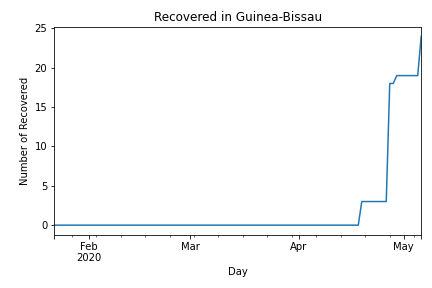 Recovered in Guinea-Bissau
25
20
15
10
5
0
Number of Recovered
Feb
2020
Mar
Apr
May
Day